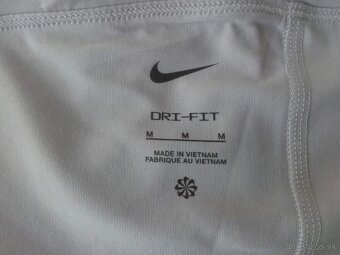 DRI-FIT
M M M
MADE IN VIETNAM
FABRIQUE AU VIETNAM